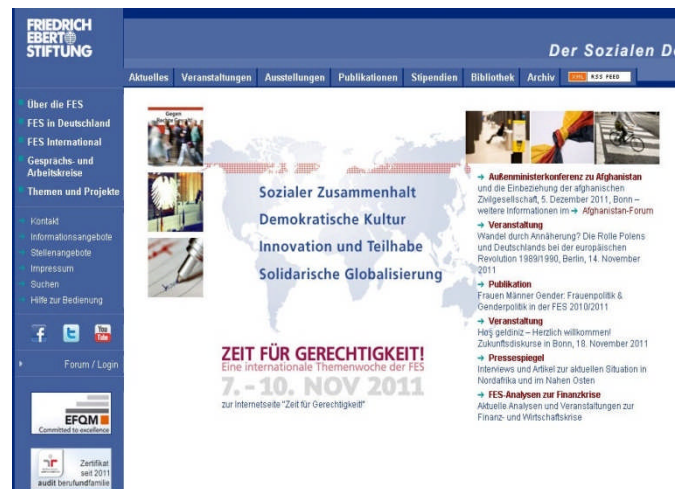 FRIEDRICH
EBERT
STIFTUNG
Der Sozialen De
Aktuelles
Veranstaltungen
Ausstellungen
Publikationen
Stipendien
Bibliothek
Archiv
XML RSS FEED
Über die FES
FES in Deutschland
FES International
Gesprächs- und
Arbeitskreise
Themen und Projekte
Kontakt
Informationsangebote
Stellenangebote
Impressum
Suchen
Hilfe zur Bedienung
You
Tube
Forum / Login
EFQM
Committed to excellence
Zertifikat
seit 2011
audit berufundfamilie
Gegen
Rechte Gewalt
Sozialer Zusammenhalt
Demokratische Kultur
Innovation und Teilhabe
Solidarische Globalisierung
ZEIT FÜR GERECHTIGKEIT!
Eine internationale Themenwoche der FES
7. - 10. NOV 2011
zur Internetseite "Zeit für Gerechtigkeit!"
Außenministerkonferenz zu Afghanistan
und die Einbeziehung der afghanischen
Zivilgesellschaft, 5. Dezember 2011, Bonn –
weitere Informationen im → Afghanistan-Forum
Veranstaltung
Wandel durch Annäherung? Die Rolle Polens
und Deutschlands bei der europäischen
Revolution 1989/1990, Berlin, 14. November
2011
Publikation
Frauen Männer Gender: Frauenpolitik &
Genderpolitik in der FES 2010/2011
Veranstaltung
Hoş geldiniz – Herzlich willkommen!
Zukunftsdiskurse in Bonn, 18. November 2011
Pressespiegel
Interviews und Artikel zur aktuellen Situation in
Nordafrika und im Nahen Osten
FES-Analysen zur Finanzkrise
Aktuelle Analysen und Veranstaltungen zur
Finanz- und Wirtschaftskrise